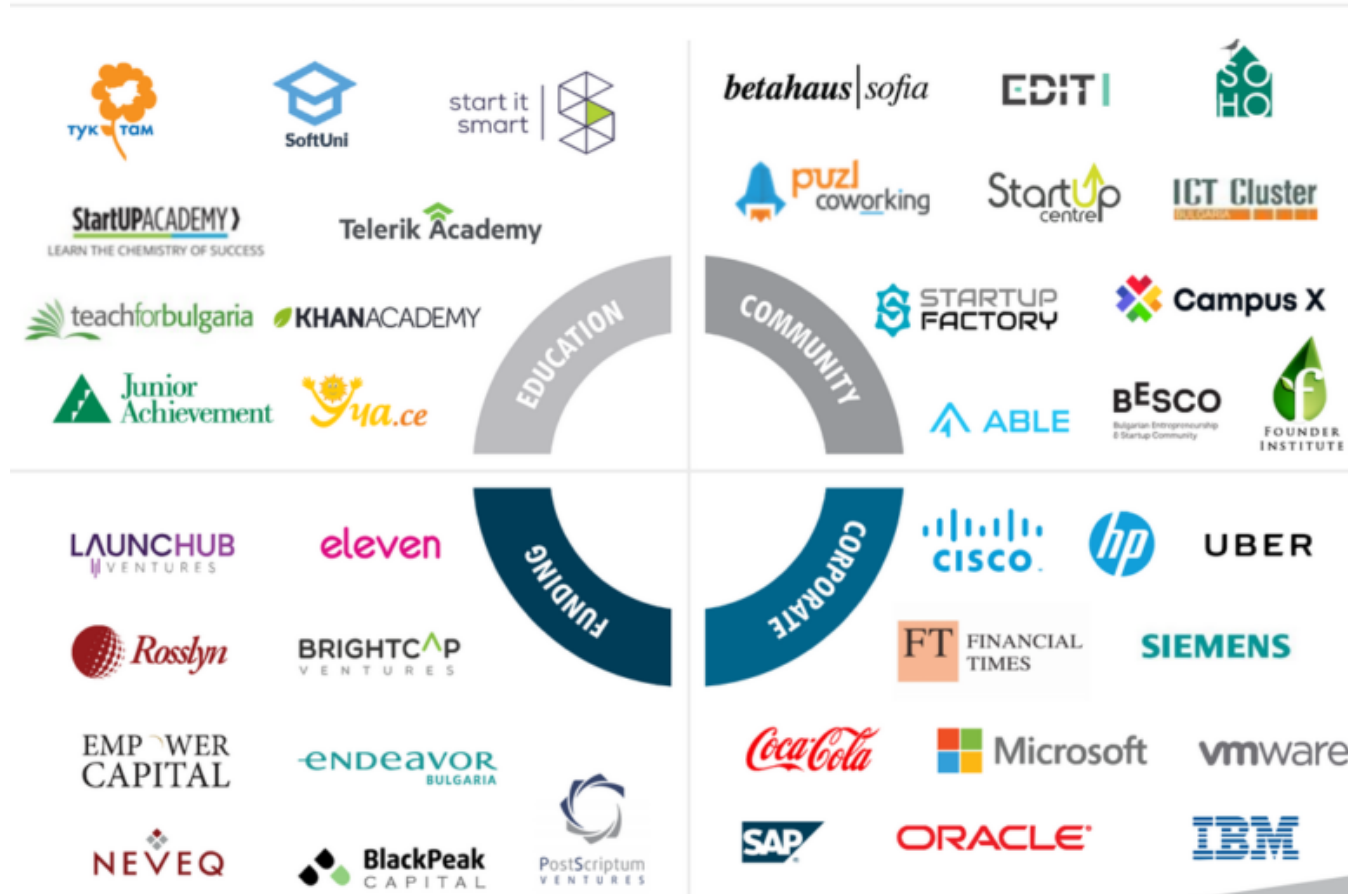 тук там
SoftUni
start it
smart
StartUPACADEMY
LEARN THE CHEMISTRY OF SUCCESS
Telerik Academy
teachforbulgaria
KHANACADEMY
Junior
Achievement
Уча.се
EDUCATION
betahaus|sofia
EDIT
SO
HO
puzl
coworking
StartUp
centre
ICT Cluster
BULGARIA
STARTUP
FACTORY
Campus X
ABLE
BESCO
Bulgarian Entrepreneurship
& Startup Community
f
FOUNDER
INSTITUTE
COMMUNITY
LAUNCHUB
VENTURES
eleven
Rosslyn
BRIGHTCAP
VENTURES
EMPOWER
CAPITAL
enDeavor
BULGARIA
NEVEQ
BlackPeak
CAPITAL
PostScriptum
VENTURES
FUNDING
CISCO
hp
UBER
FT
FINANCIAL
TIMES
SIEMENS
Coca-Cola
Microsoft
vmware
SAP
ORACLE
IBM
CORPORATE